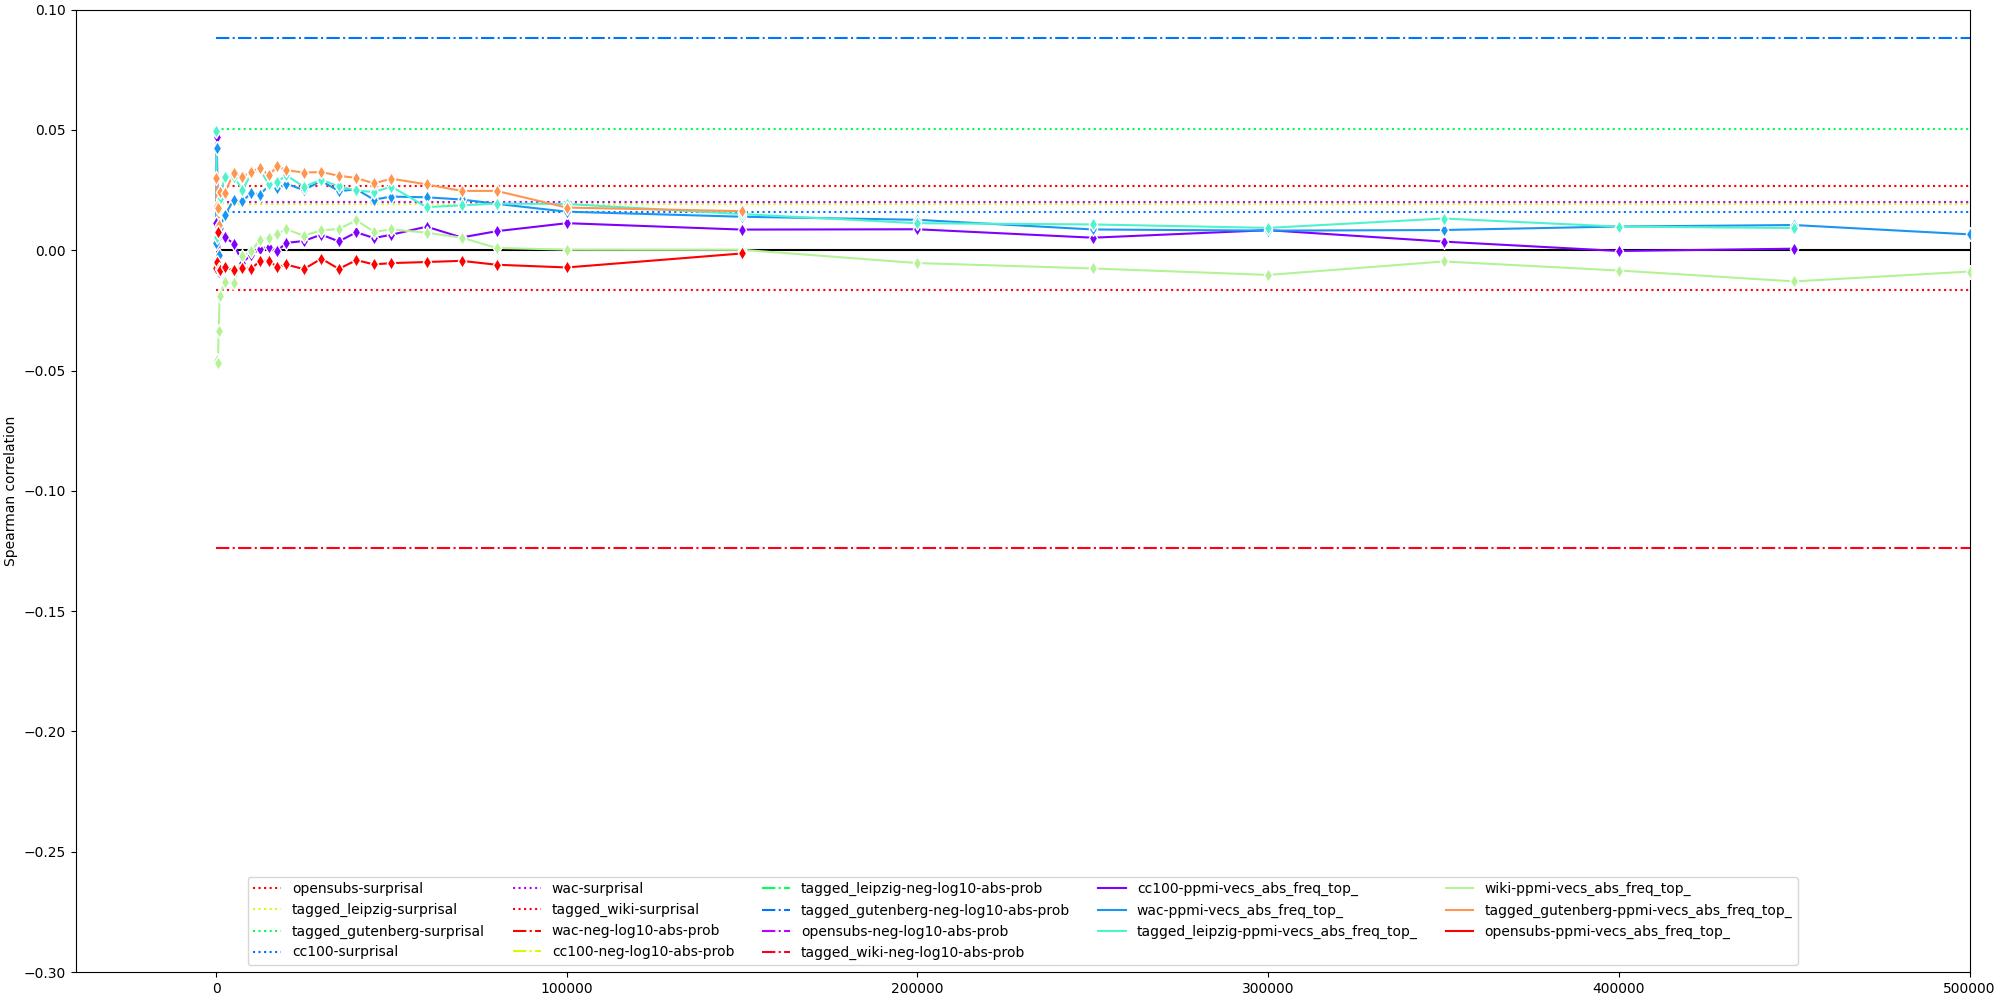 0.10
0.05
0.00
−0.05
−0.10
−0.15
−0.20
−0.25
−0.30
Spearman correlation
0
100000
200000
300000
400000
500000
opensubs-surprisal
tagged_leipzig-surprisal
tagged_gutenberg-surprisal
cc100-surprisal
wac-surprisal
tagged_wiki-surprisal
wac-neg-log10-abs-prob
cc100-neg-log10-abs-prob
tagged_leipzig-neg-log10-abs-prob
tagged_gutenberg-neg-log10-abs-prob
opensubs-neg-log10-abs-prob
tagged_wiki-neg-log10-abs-prob
cc100-ppmi-vecs_abs_freq_top_
wac-ppmi-vecs_abs_freq_top_
tagged_leipzig-ppmi-vecs_abs_freq_top_
wiki-ppmi-vecs_abs_freq_top_
tagged_gutenberg-ppmi-vecs_abs_freq_top_
opensubs-ppmi-vecs_abs_freq_top_